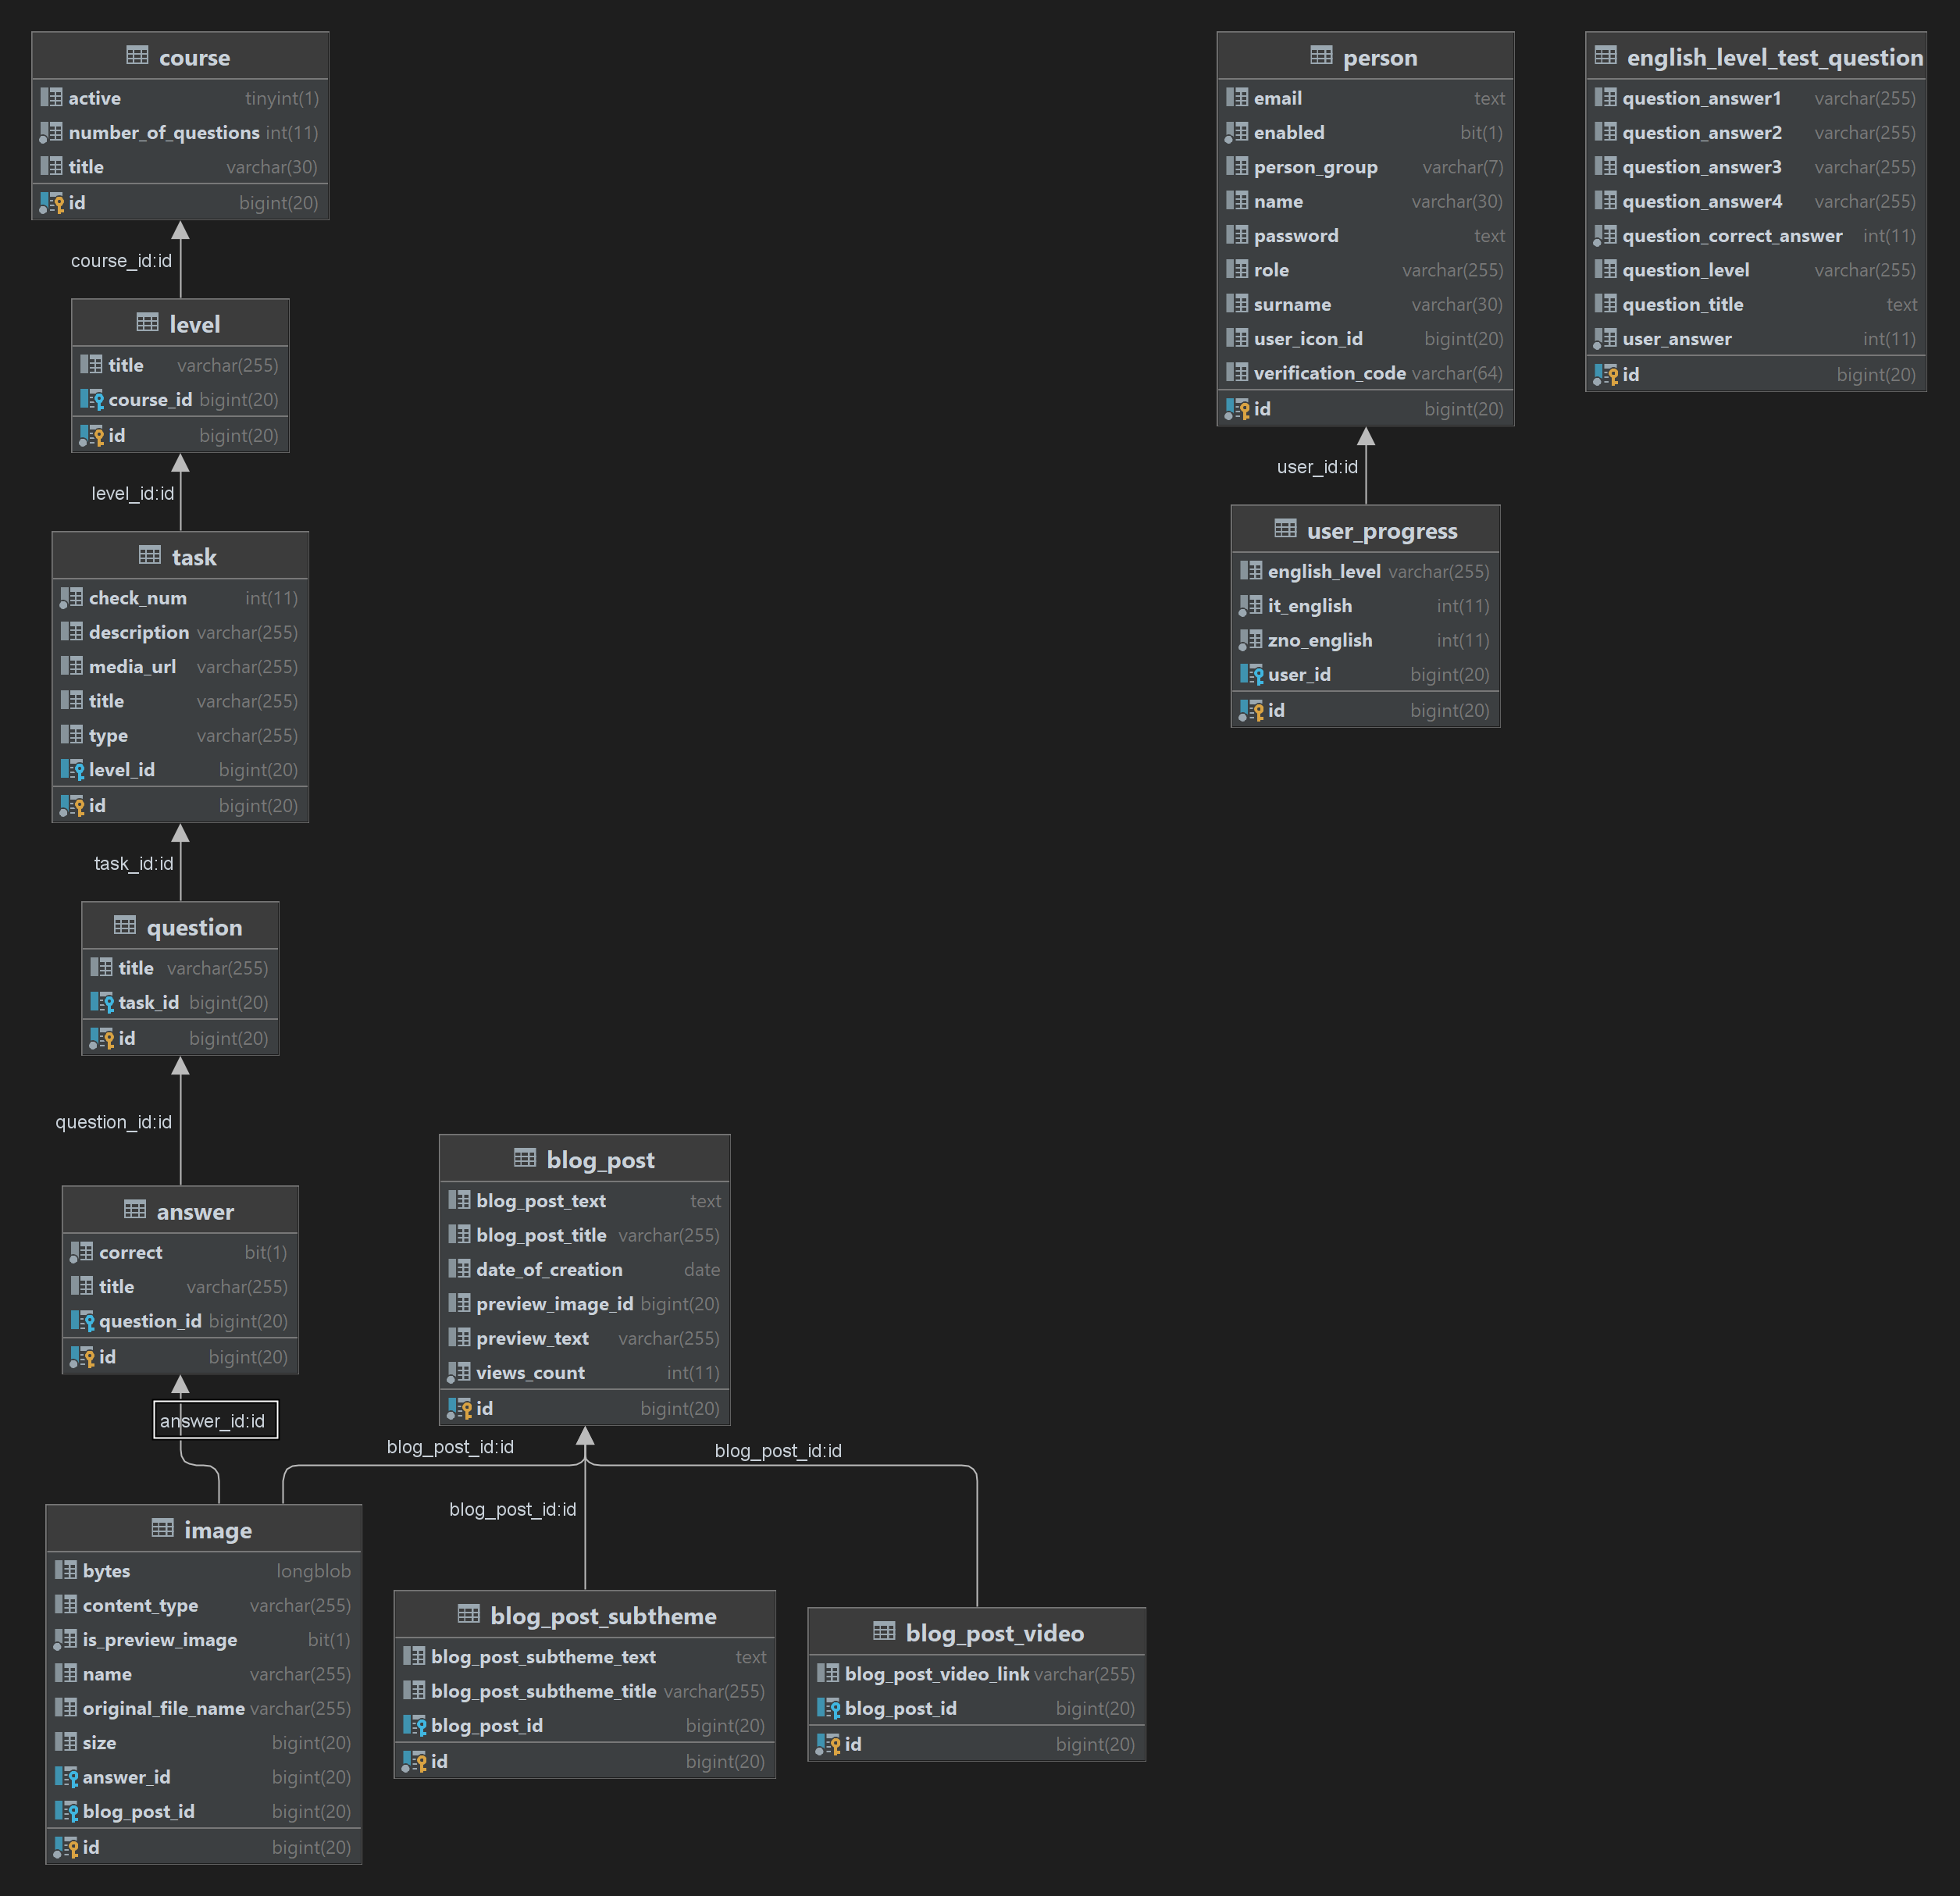 course
active tinyint(1)
number_of_questions int(11)
title varchar(30)
id bigint(20)
course_id:id
level
title varchar(255)
course_id bigint(20)
id bigint(20)
level_id:id
task
check_num int(11)
description varchar(255)
media_url varchar(255)
title varchar(255)
type varchar(255)
level_id bigint(20)
id bigint(20)
task_id:id
question
title varchar(255)
task_id bigint(20)
id bigint(20)
question_id:id
answer
correct bit(1)
title varchar(255)
question_id bigint(20)
id bigint(20)
answer_id:id
image
bytes longblob
content_type varchar(255)
is_preview_image bit(1)
name varchar(255)
original_file_name varchar(255)
size bigint(20)
answer_id bigint(20)
blog_post_id bigint(20)
id bigint(20)
blog_post
blog_post_text text
blog_post_title varchar(255)
date_of_creation date
preview_image_id bigint(20)
preview_text varchar(255)
views_count int(11)
id bigint(20)
blog_post_id:id
blog_post_id:id
blog_post_id:id
blog_post_subtheme
blog_post_subtheme_text text
blog_post_subtheme_title varchar(255)
blog_post_id bigint(20)
id bigint(20)
blog_post_video
blog_post_video_link varchar(255)
blog_post_id bigint(20)
id bigint(20)
person
email text
enabled bit(1)
person_group varchar(7)
name varchar(30)
password text
role varchar(255)
surname varchar(30)
user_icon_id bigint(20)
verification_code varchar(64)
id bigint(20)
user_id:id
user_progress
english_level varchar(255)
it_english int(11)
zno_english int(11)
user_id bigint(20)
id bigint(20)
english_level_test_question
question_answer1 varchar(255)
question_answer2 varchar(255)
question_answer3 varchar(255)
question_answer4 varchar(255)
question_correct_answer int(11)
question_level varchar(255)
question_title text
user_answer int(11)
id bigint(20)